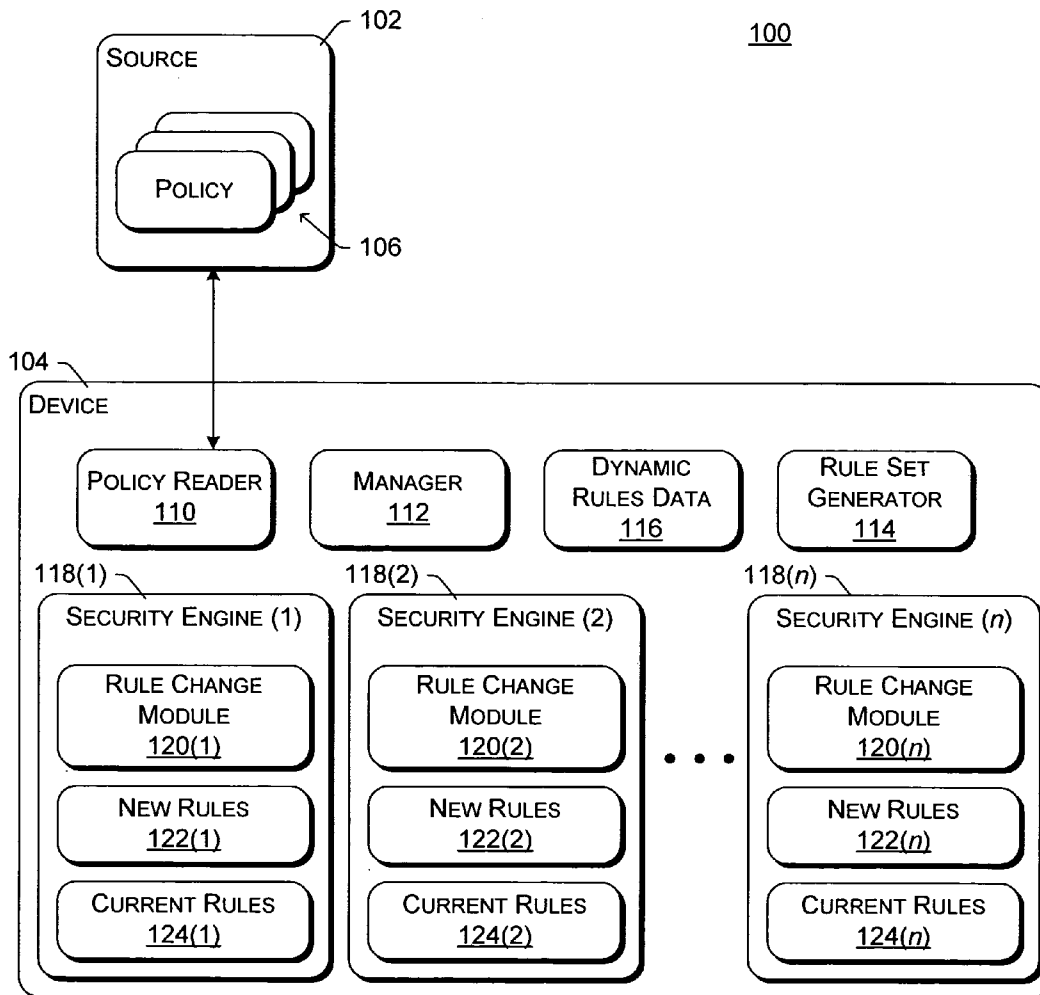 102
100
SOURCE
POLICY
106
104
DEVICE
POLICY READER
110
MANAGER
112
DYNAMIC
RULES DATA
116
RULE SET
GENERATOR
114
118(1)
SECURITY ENGINE (1)
RULE CHANGE
MODULE
120(1)
NEW RULES
122(1)
CURRENT RULES
124(1)
118(2)
SECURITY ENGINE (2)
RULE CHANGE
MODULE
120(2)
NEW RULES
122(2)
CURRENT RULES
124(2)
118(n)
SECURITY ENGINE (n)
RULE CHANGE
MODULE
120(n)
NEW RULES
122(n)
CURRENT RULES
124(n)